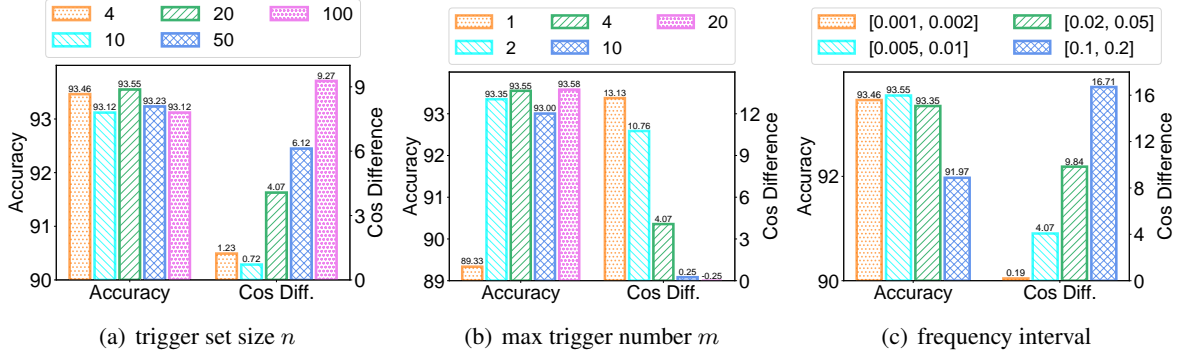 4 20 100
10 50
93.46 93.12 93.55 93.23 93.12
1.23 0.72 4.07 6.12 9.27
93
92
91
90
Accuracy
9
6
3
0
Cos Difference
Accuracy Cos Diff.
(a) trigger set size n
1 4 20
2 10
89.33 93.35 93.55 93.00 93.58
13.13 10.76 4.07 0.25 -0.25
93
92
91
90
89
Accuracy
12
9
6
3
0
Cos Difference
Accuracy Cos Diff.
(b) max trigger number m
[0.001, 0.002] [0.02, 0.05]
[0.005, 0.01] [0.1, 0.2]
93.46 93.55 93.35 91.97
0.19 4.07 9.84 16.71
92
90
Accuracy
16
12
8
4
0
Cos Difference
Accuracy Cos Diff.
(c) frequency interval